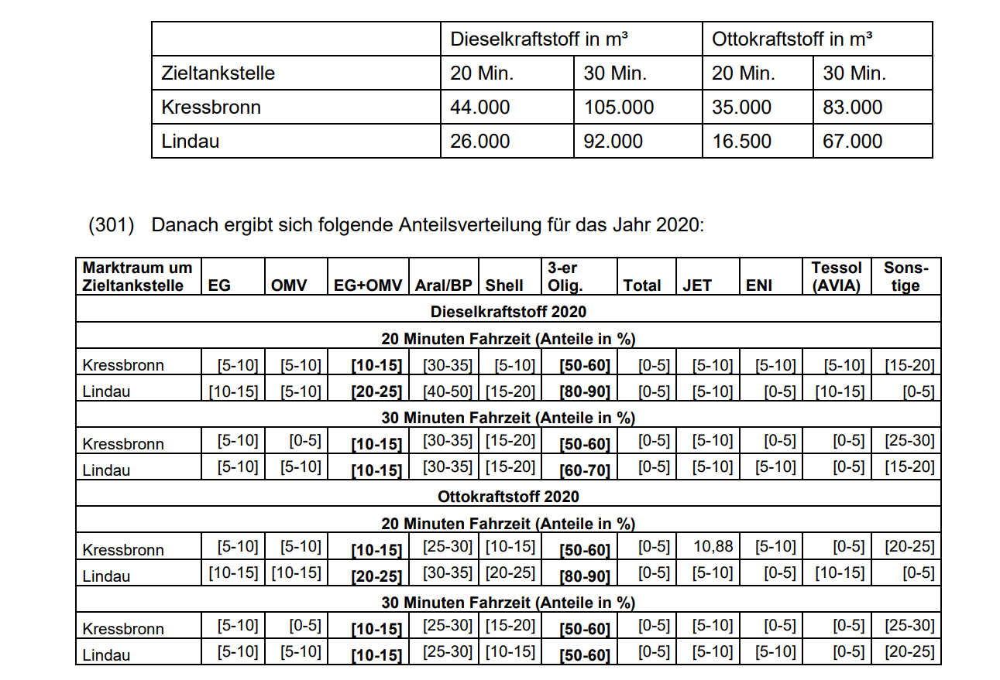 Dieselkraftstoff in m³ Ottokraftstoff in m³
Zieltankstelle 20 Min. 30 Min. 20 Min. 30 Min.
Kressbronn 44.000 105.000 35.000 83.000
Lindau 26.000 92.000 16.500 67.000
(301) Danach ergibt sich folgende Anteilsverteilung für das Jahr 2020:
Marktraum um 3-er Tessol Sons-
Zieltankstelle EG OMV EG+OMV Aral/BP Shell Olig. Total JET ENI (AVIA) tige
Dieselkraftstoff 2020
20 Minuten Fahrzeit (Anteile in %)
Kressbronn [5-10] [5-10] [10-15] [30-35] [5-10] [50-60] [0-5] [5-10] [5-10] [5-10] [15-20]
Lindau [10-15] [5-10] [20-25] [40-50] [15-20] [80-90] [0-5] [5-10] [0-5] [10-15] [0-5]
30 Minuten Fahrzeit (Anteile in %)
Kressbronn [5-10] [0-5] [10-15] [30-35] [15-20] [50-60] [0-5] [5-10] [0-5] [0-5] [25-30]
Lindau [5-10] [5-10] [10-15] [30-35] [15-20] [60-70] [0-5] [5-10] [5-10] [0-5] [15-20]
Ottokraftstoff 2020
20 Minuten Fahrzeit (Anteile in %)
Kressbronn [5-10] [5-10] [10-15] [25-30] [10-15] [50-60] [0-5] 10,88 [5-10] [0-5] [20-25]
Lindau [10-15] [10-15] [20-25] [30-35] [20-25] [80-90] [0-5] [5-10] [0-5] [10-15] [0-5]
30 Minuten Fahrzeit (Anteile in %)
Kressbronn [5-10] [0-5] [10-15] [25-30] [15-20] [50-60] [0-5] [5-10] [0-5] [0-5] [25-30]
Lindau [5-10] [5-10] [10-15] [25-30] [10-15] [50-60] [0-5] [5-10] [5-10] [0-5] [20-25]